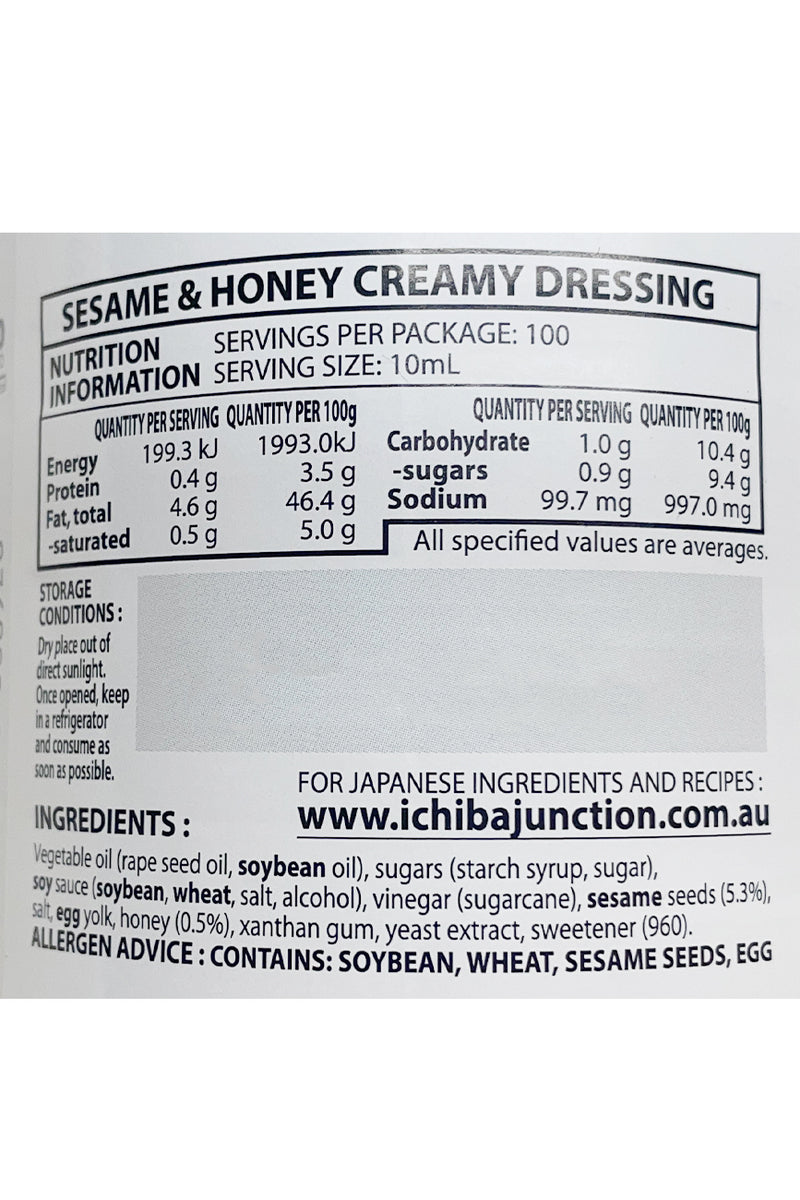 SESAME & HONEY CREAMY DRESSING
NUTRITION INFORMATION
SERVINGS PER PACKAGE: 100
SERVING SIZE: 10mL
QUANTITY PER SERVING QUANTITY PER 100g
Energy 199.3 kJ 1993.0kJ
Protein 0.4 g 3.5 g
Fat, total 4.6 g 46.4 g
-saturated 0.5 g 5.0 g
QUANTITY PER SERVING QUANTITY PER 100g
Carbohydrate 1.0 g 10.4 g
-sugars 0.9 g 9.4 g
Sodium 99.7 mg 997.0 mg
All specified values are averages.
STORAGE
CONDITIONS :
Dry place out of
direct sunlight.
Once opened, keep
in a refrigerator
and consume as
soon as possible.
FOR JAPANESE INGREDIENTS AND RECIPES :
www.ichibajunction.com.au
INGREDIENTS :
Vegetable oil (rape seed oil, soybean oil), sugars (starch syrup, sugar),
soy sauce (soybean, wheat, salt, alcohol), vinegar (sugarcane), sesame seeds (5.3%),
salt, egg yolk, honey (0.5%), xanthan gum, yeast extract, sweetener (960).
ALLERGEN ADVICE : CONTAINS: SOYBEAN, WHEAT, SESAME SEEDS, EGG